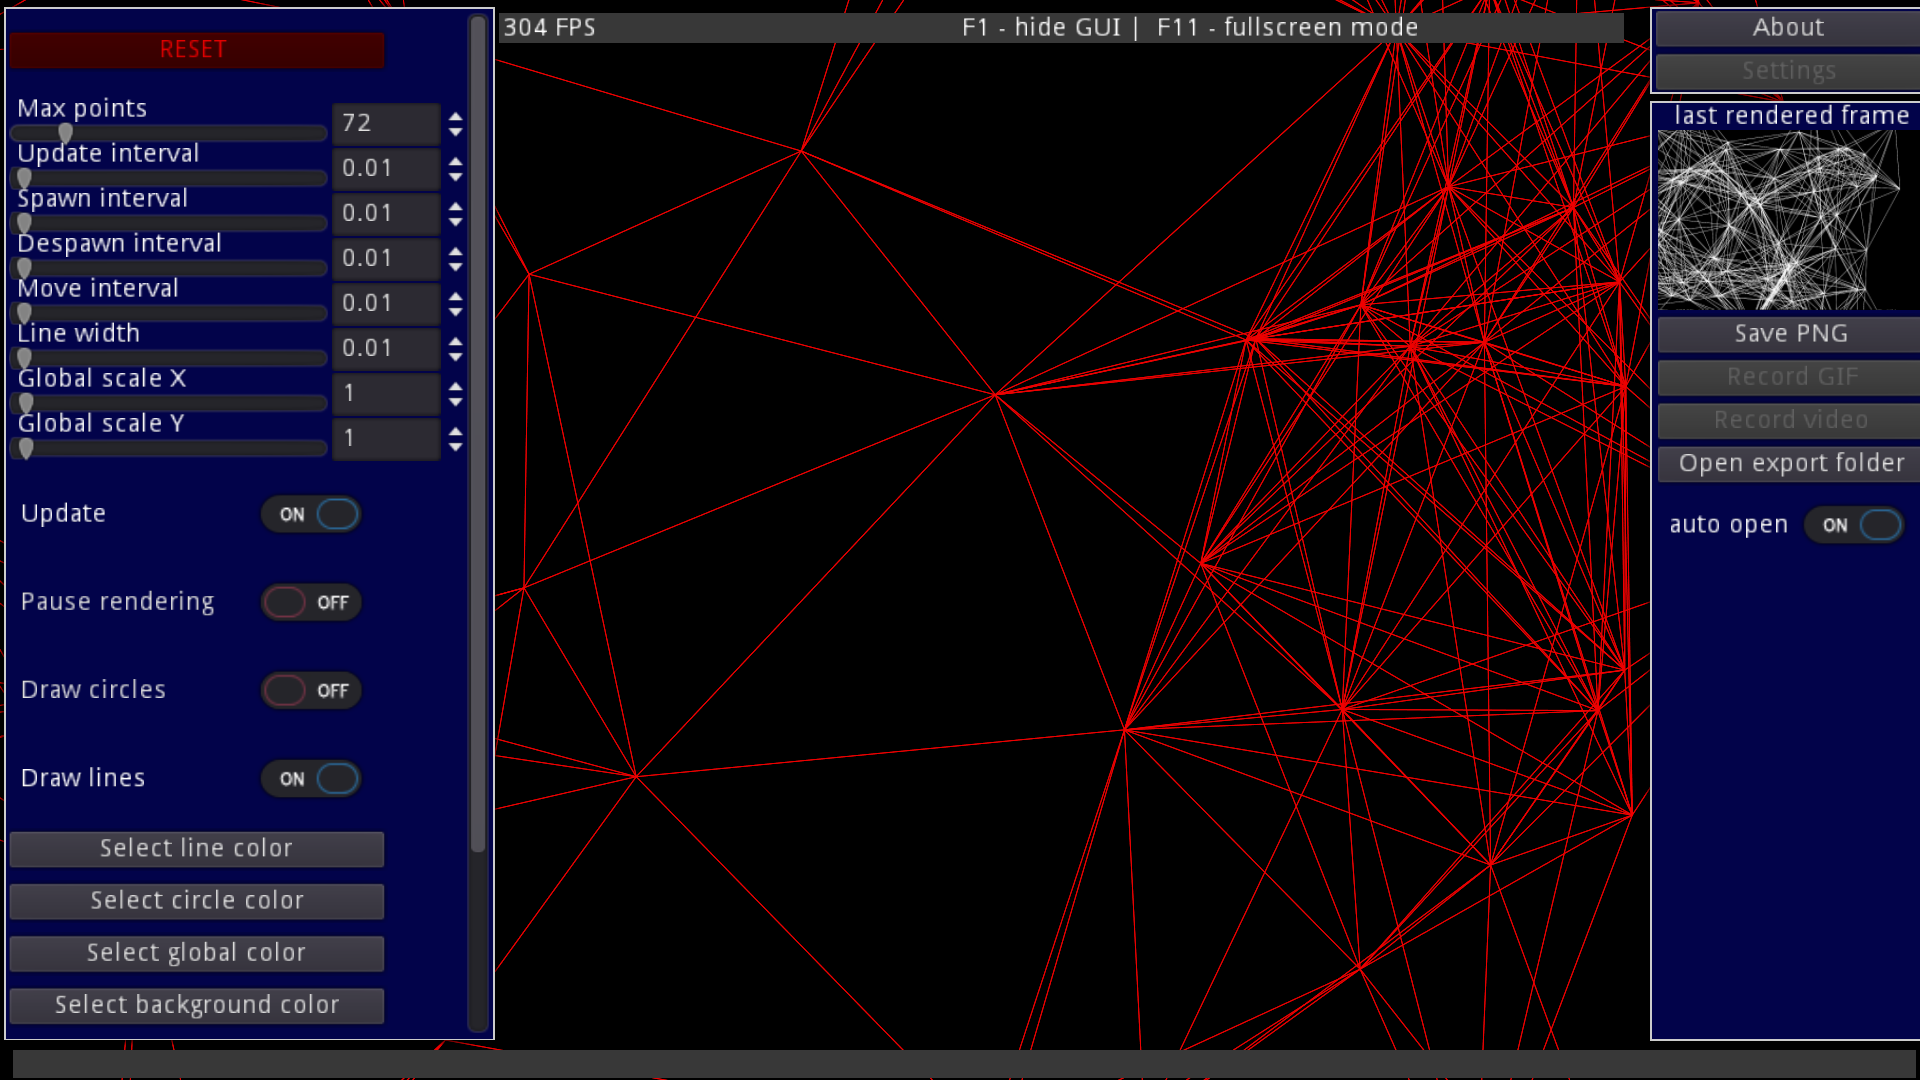 RESET
Max points
72
Update interval
0.01
Spawn interval
0.01
Despawn interval
0.01
Move interval
0.01
Line width
0.01
Global scale X
1
Global scale Y
1
Update ON
Pause rendering OFF
Draw circles OFF
Draw lines ON
Select line color
Select circle color
Select global color
Select background color
304 FPS
F1 - hide GUI | F11 - fullscreen mode
About
Settings
last rendered frame
Save PNG
Record GIF
Record video
Open export folder
auto open ON